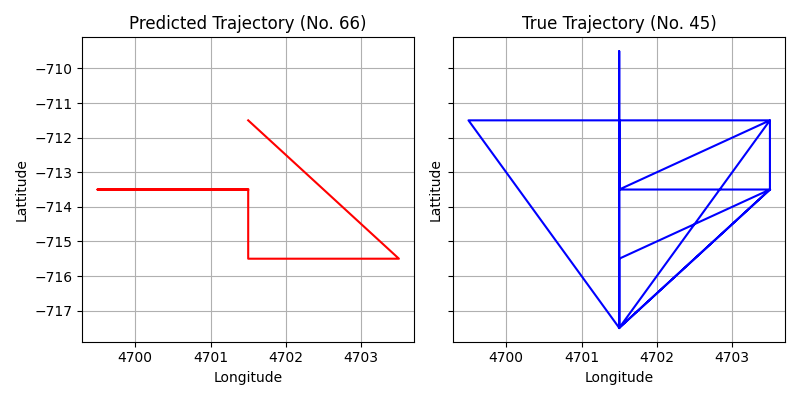 Predicted Trajectory (No. 66)
True Trajectory (No. 45)
Lattitude
−710
−711
−712
−713
−714
−715
−716
−717
4700
4701
4702
4703
Longitude
Lattitude
4700
4701
4702
4703
Longitude